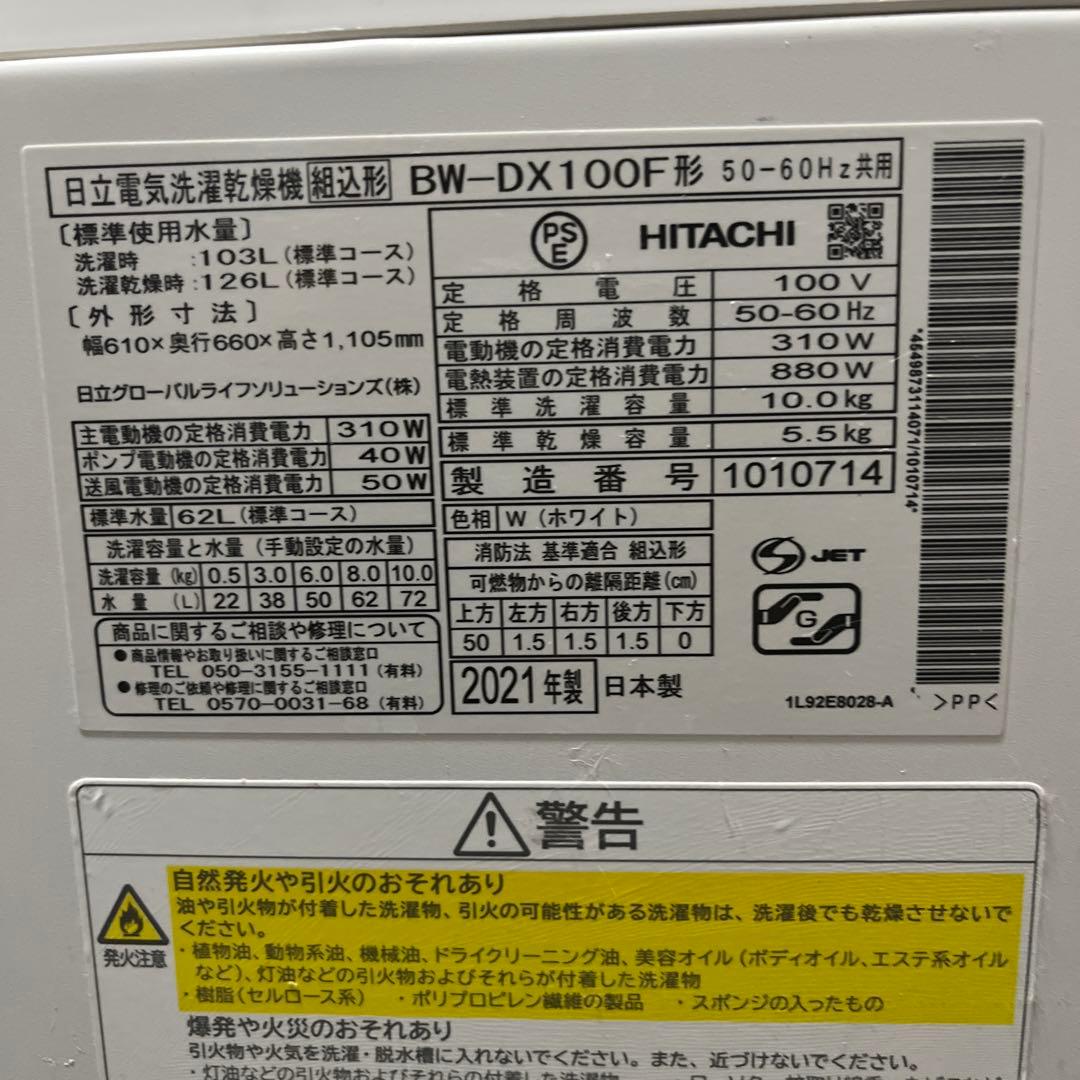 日立電気洗濯乾燥機 組込形 BW-DX100F形 50-60Hz共用
〔標準使用水量〕
洗濯時 :103L(標準コース)
洗濯乾燥時:126L(標準コース)
〔外形寸法〕
幅610×奥行660×高さ1,105mm
日立グローバルライフソリューションズ(株)
主電動機の定格消費電力 310W
ポンプ電動機の定格消費電力 40W
送風電動機の定格消費電力 50W
標準水量 62L(標準コース)
洗濯容量と水量(手動設定の水量)
洗濯容量(kg) 0.5 3.0 6.0 8.0 10.0
水量(L) 22 38 50 62 72
商品に関するご相談や修理について
●商品情報やお取り扱いに関するご相談窓口
TEL 050-3155-1111(有料)
●修理のご依頼や修理に関するご相談窓口
TEL 0570-0031-68(有料)
PSE HITACHI
定格電圧 100V
定格周波数 50-60Hz
電動機の定格消費電力 310W
電熱装置の定格消費電力 880W
標準洗濯容量 10.0kg
標準乾燥容量 5.5kg
製造番号 1010714
色相 W(ホワイト)
消防法 基準適合 組込形
可燃物からの離隔距離(cm)
上方 左方 右方 後方 下方
50 1.5 1.5 1.5 0
2021年製 日本製
S JET
G
1L92E8028-A
>PP<
警告
発火注意
自然発火や引火のおそれあり
油や引火物が付着した洗濯物、引火の可能性がある洗濯物は、洗濯後でも乾燥させないで
ください。
・植物油、動物系油、機械油、ドライクリーニング油、美容オイル(ボディオイル、エステ系オイル
など)、灯油などの引火物およびそれらが付着した洗濯物
・樹脂(セルロース系) ・ポリプロピレン繊維の製品 ・スポンジの入ったもの
爆発や火災のおそれあり
引火物や火気を洗濯・脱水槽に入れないでください。また、近づけないでください。
・灯油などの引火物およびそれらの付着した洗濯物